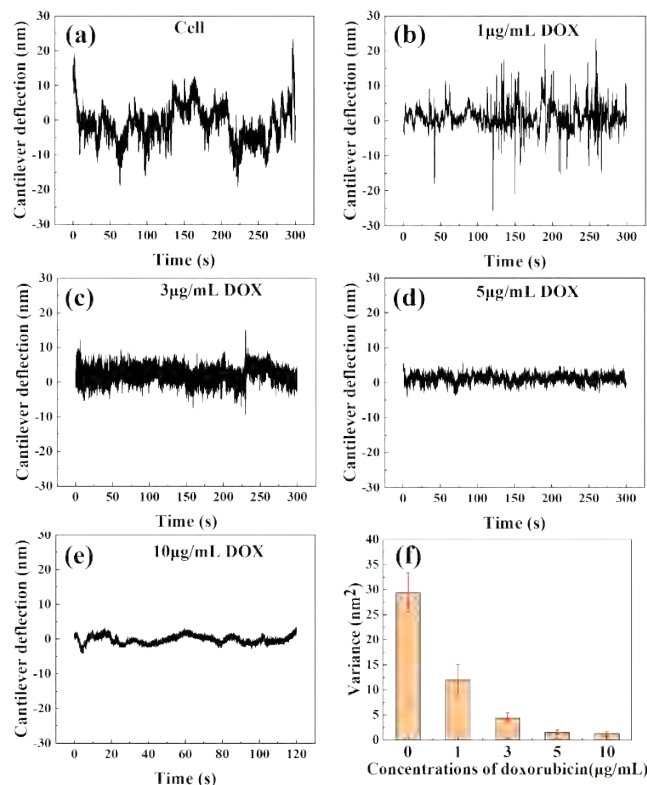 (a) Cell
Cantilever deflection (nm)
30
20
10
0
-10
-20
-30
0 50 100 150 200 250 300
Time (s)
(b) 1μg/mL DOX
Cantilever deflection (nm)
30
20
10
0
-10
-20
-30
0 50 100 150 200 250 300
Time (s)
(c) 3μg/mL DOX
Cantilever deflection (nm)
30
20
10
0
-10
-20
-30
0 50 100 150 200 250 300
Time (s)
(d) 5μg/mL DOX
Cantilever deflection (nm)
30
20
10
0
-10
-20
-30
0 50 100 150 200 250 300
Time (s)
(e) 10μg/mL DOX
Cantilever deflection (nm)
30
20
10
0
-10
-20
-30
0 20 40 60 80 100 120
Time (s)
(f)
Variance (nm2)
40
35
30
25
20
15
10
5
0
0 1 3 5 10
Concentrations of doxorubicin(μg/mL)